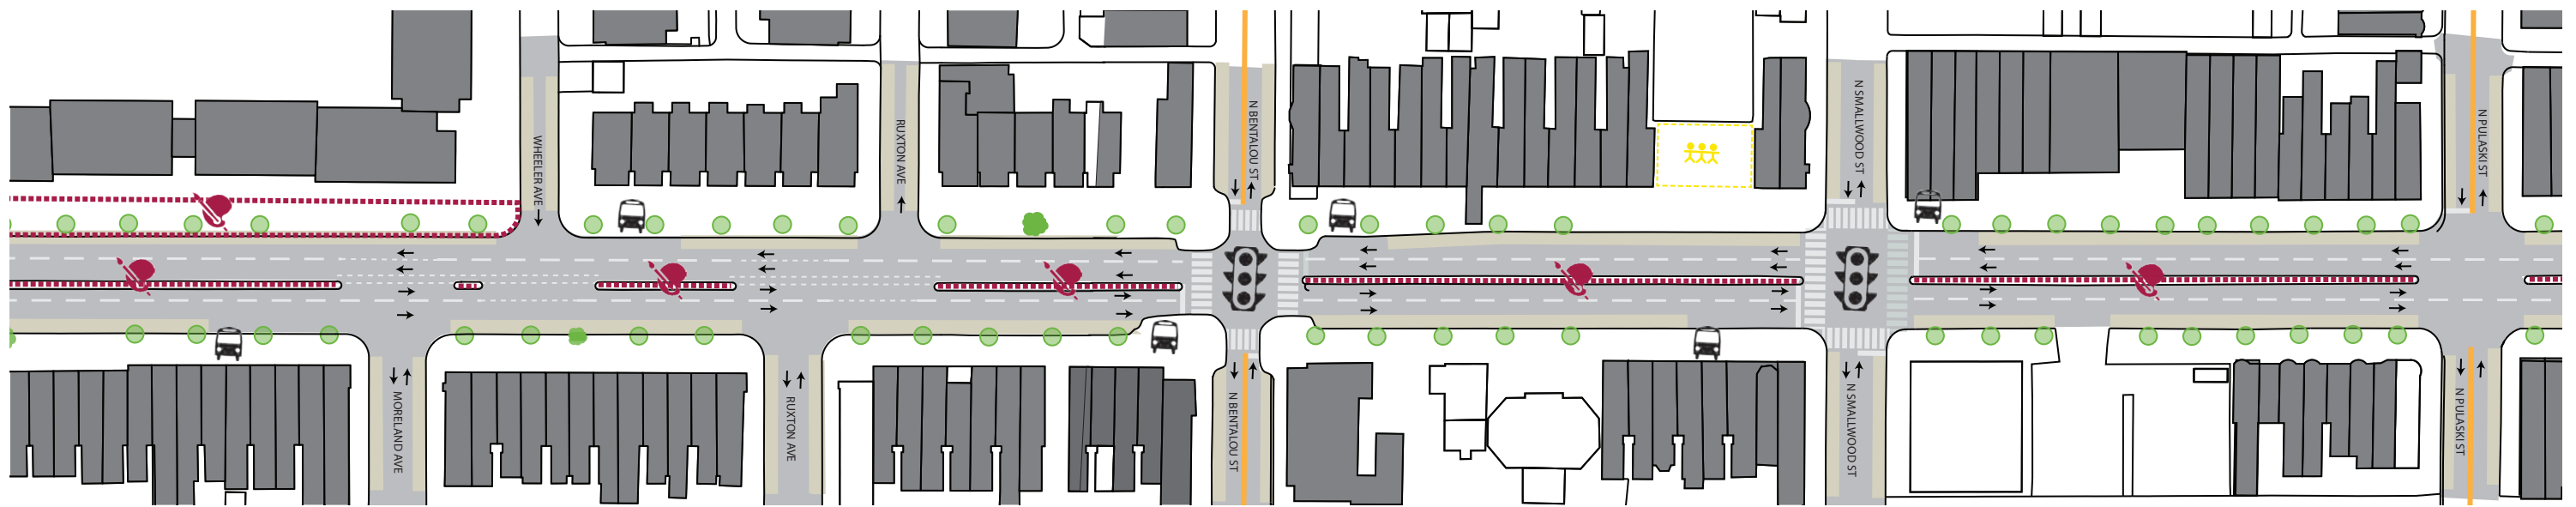 WHEELER AVE
RUXTON AVE
N BENTALOU ST
N SMALLWOOD ST
N PULASKI ST
MORELAND AVE
RUXTON AVE
N BENTALOU ST
N SMALLWOOD ST
N PULASKI ST